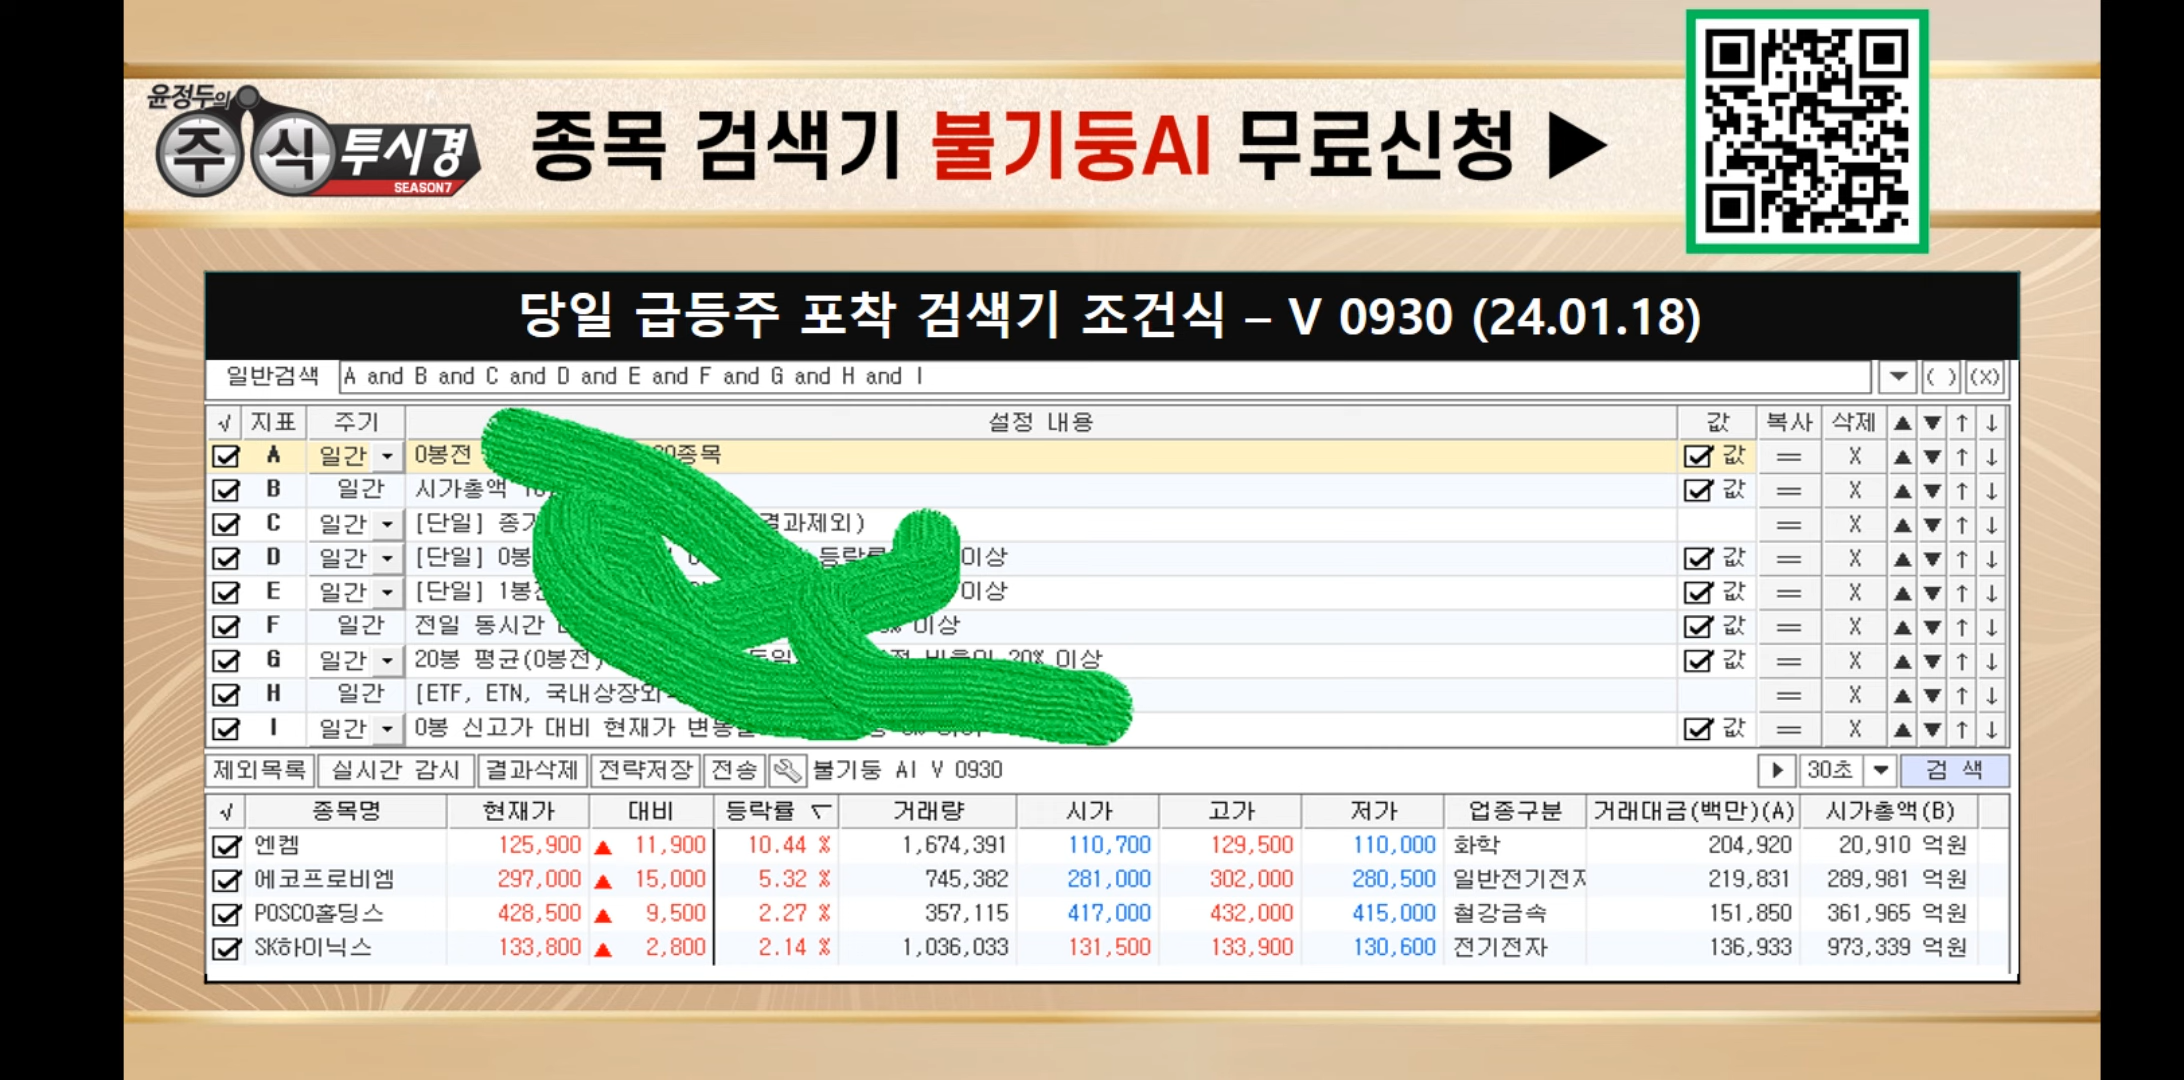 윤정두의
주식투시경
SEASON7
종목 검색기 불기둥AI 무료신청 ▶
당일 급등주 포착 검색기 조건식 – V 0930 (24.01.18)
일반검색 A and B and C and D and E and F and G and H and I ( ) (X)
√ 지표 주기 설정 내용 값 복사 삭제 ▲ ▼ ↑ ↓
A 일간 0봉전 종목 값 = X ▲ ▼ ↑ ↓
B 일간 시가총액 값 = X ▲ ▼ ↑ ↓
C 일간 [단일] 결과제외) = X ▲ ▼ ↑ ↓
D 일간 [단일] 0봉 이상 값 = X ▲ ▼ ↑ ↓
E 일간 [단일] 이상 값 = X ▲ ▼ ↑ ↓
F 일간 전일 동시간 이상 값 = X ▲ ▼ ↑ ↓
G 일간 20봉 평균(0봉전) 이상 값 = X ▲ ▼ ↑ ↓
H 일간 [ETF, ETN, = X ▲ ▼ ↑ ↓
I 일간 0봉 신고가 대비 현재가 값 = X ▲ ▼ ↑ ↓
제외목록 실시간 감시 결과삭제 전략저장 전송 불기둥 AI V 0930 30초 검 색
√ 종목명 현재가 대비 등락률 거래량 시가 고가 저가 업종구분 거래대금(백만)(A) 시가총액(B)
엔켐 125,900 ▲ 11,900 10.44 % 1,674,391 110,700 129,500 110,000 화학 204,920 20,910 억원
에코프로비엠 297,000 ▲ 15,000 5.32 % 745,382 281,000 302,000 280,500 일반전기전자 219,831 289,981 억원
POSCO홀딩스 428,500 ▲ 9,500 2.27 % 357,115 417,000 432,000 415,000 철강금속 151,850 361,965 억원
SK하이닉스 133,800 ▲ 2,800 2.14 % 1,036,033 131,500 133,900 130,600 전기전자 136,933 973,339 억원